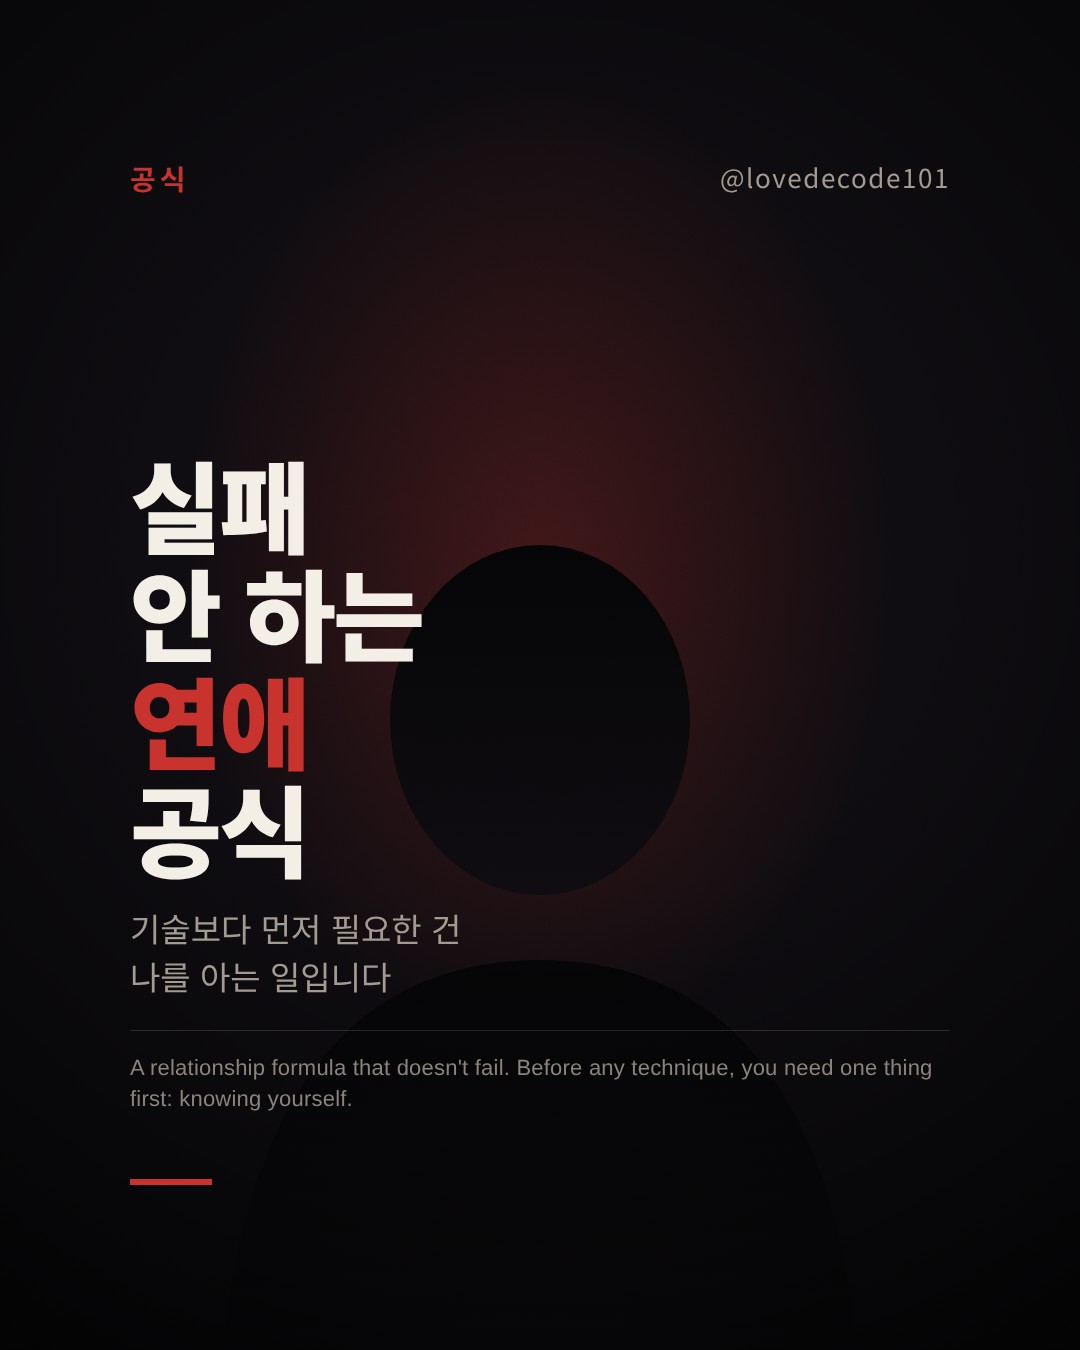 공식
@lovedecode101
실패
안 하는
연애
공식
기술보다 먼저 필요한 건
나를 아는 일입니다
A relationship formula that doesn't fail. Before any technique, you need one thing
first: knowing yourself.